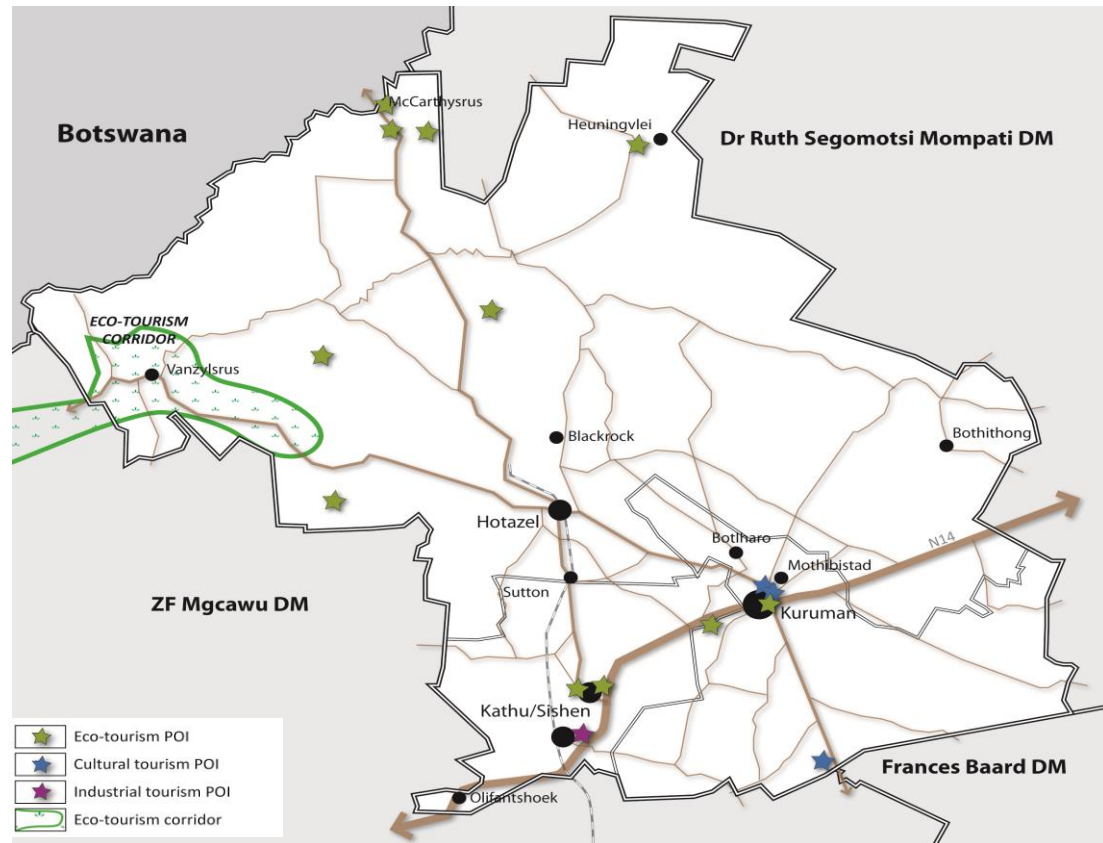 McCarthysrus
Botswana
Heuningvlei
Dr Ruth Segomotsi Mompati DM
ECO-TOURISM
CORRIDOR
Vanzylsrus
Blackrock
Bothithong
Hotazel
N14
Botlharo
Mothibistad
Sutton
ZF Mgcawu DM
Kuruman
Kathu/Sishen
Frances Baard DM
Olifantshoek
Eco-tourism POI
Cultural tourism POI
Industrial tourism POI
Eco-tourism corridor